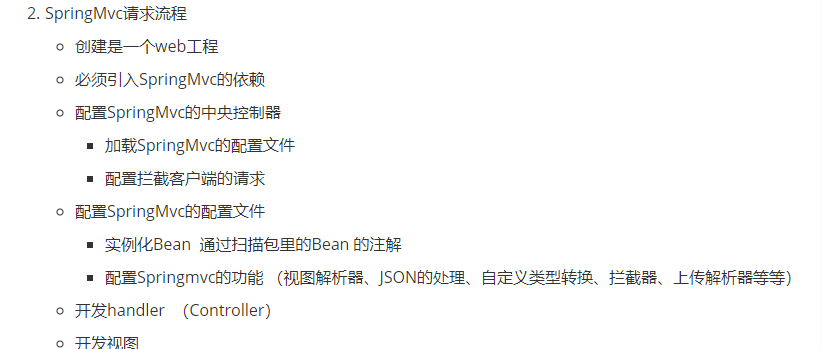 2. SpringMvc请求流程
创建是一个web工程
必须引入SpringMvc的依赖
配置SpringMvc的中央控制器
加载SpringMvc的配置文件
配置拦截客户端的请求
配置SpringMvc的配置文件
实例化Bean 通过扫描包里的Bean 的注解
配置Springmvc的功能 （视图解析器、JSON的处理、自定义类型转换、拦截器、上传解析器等等）
开发handler （Controller）
开发视图